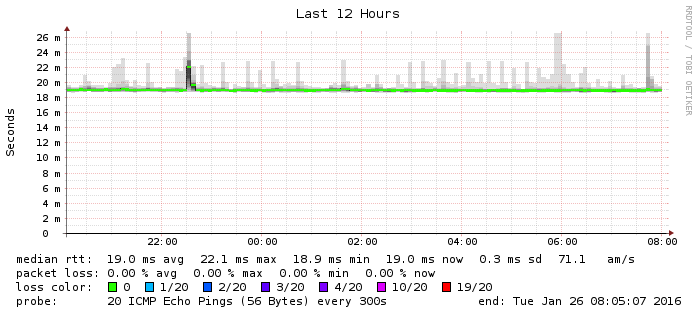 Last 12 Hours
RRDTOOL / TOBI OETIKER
Seconds
26 m
24 m
22 m
20 m
18 m
16 m
14 m
12 m
10 m
8 m
6 m
4 m
2 m
0
22:00 00:00 02:00 04:00 06:00 08:00
median rtt: 19.0 ms avg 22.1 ms max 18.9 ms min 19.0 ms now 0.3 ms sd 71.1 am/s
packet loss: 0.00 % avg 0.00 % max 0.00 % min 0.00 % now
loss color: 0 1/20 2/20 3/20 4/20 10/20 19/20
probe: 20 ICMP Echo Pings (56 Bytes) every 300s end: Tue Jan 26 08:05:07 2016